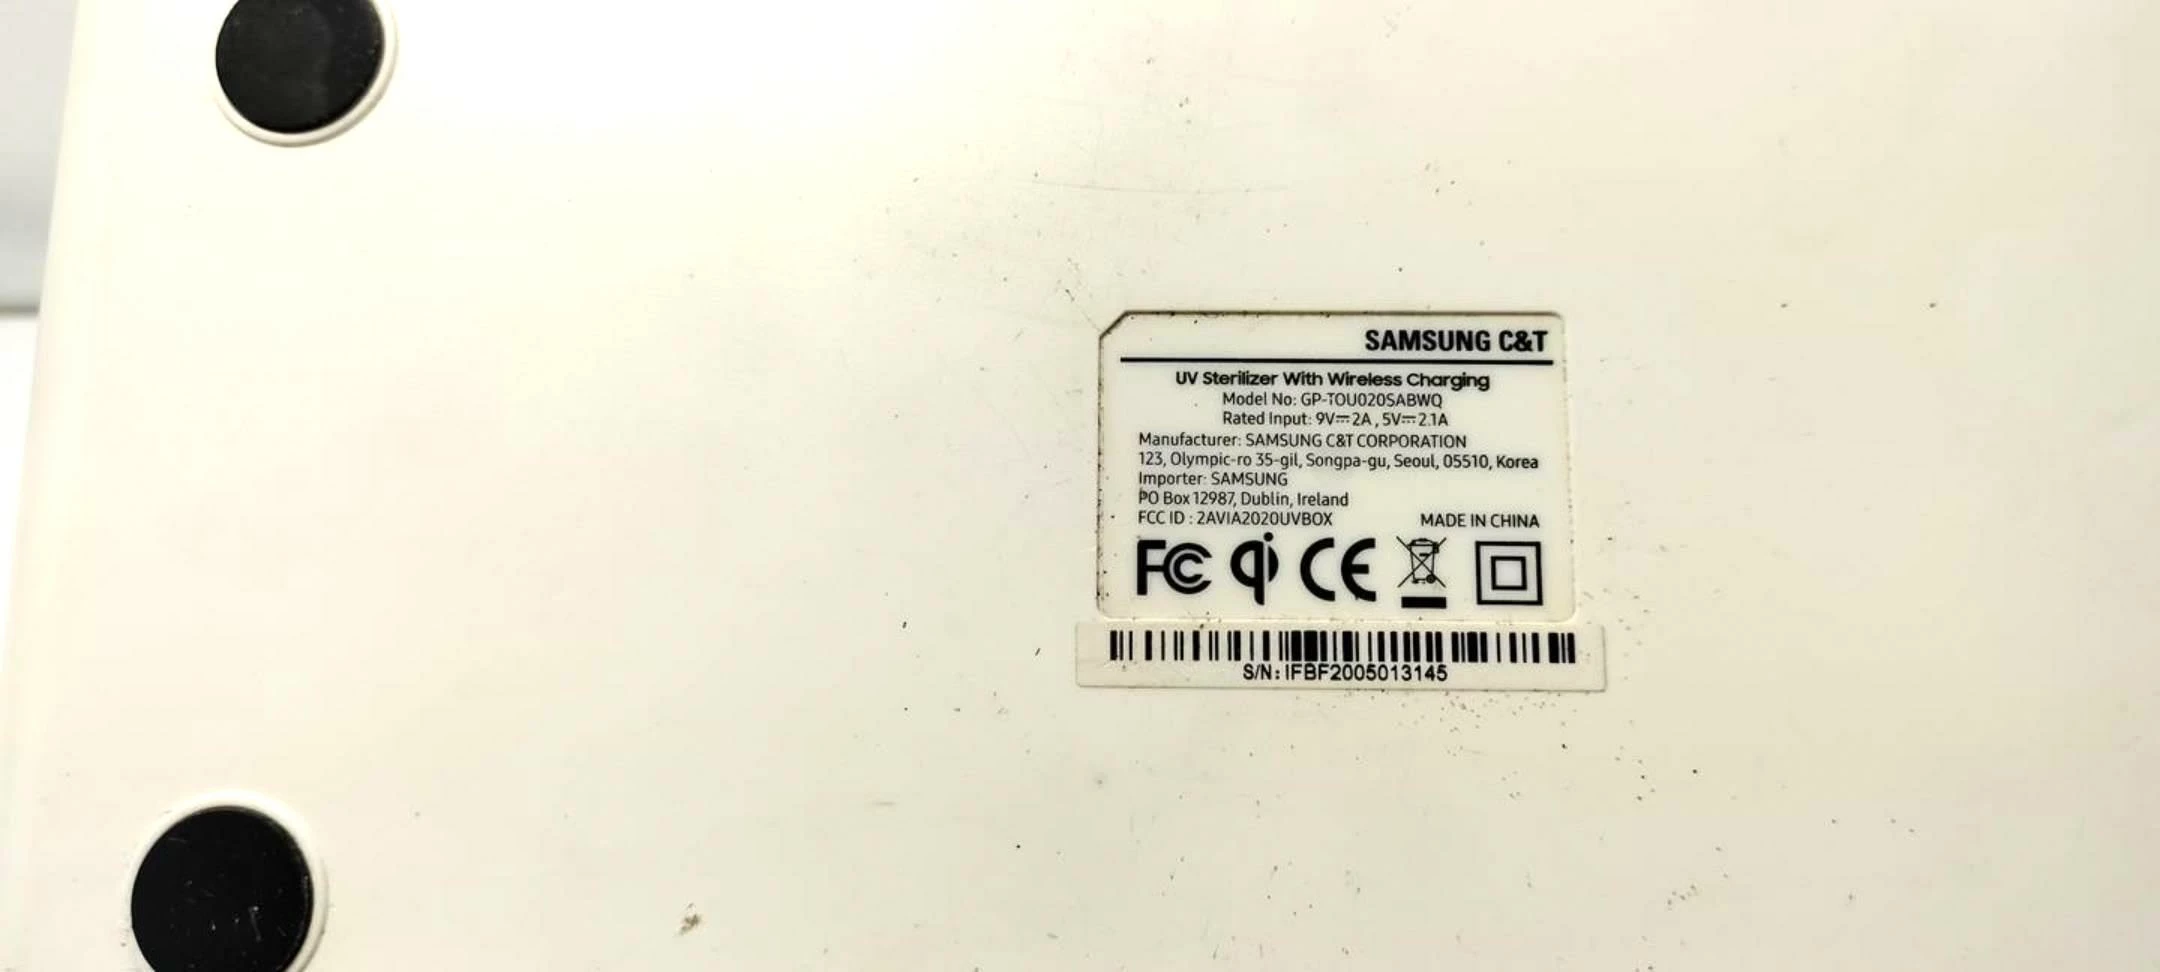 SAMSUNG C&T
UV Sterilizer With Wireless Charging
Model No: GP-TOU020SABWQ
Rated Input: 9V⎓2A , 5V⎓2.1A
Manufacturer: SAMSUNG C&T CORPORATION
123, Olympic-ro 35-gil, Songpa-gu, Seoul, 05510, Korea
Importer: SAMSUNG
PO Box 12987, Dublin, Ireland
FCC ID : 2AVIA2020UVBOX MADE IN CHINA
FC qi CE
S/N: IFBF2005013145